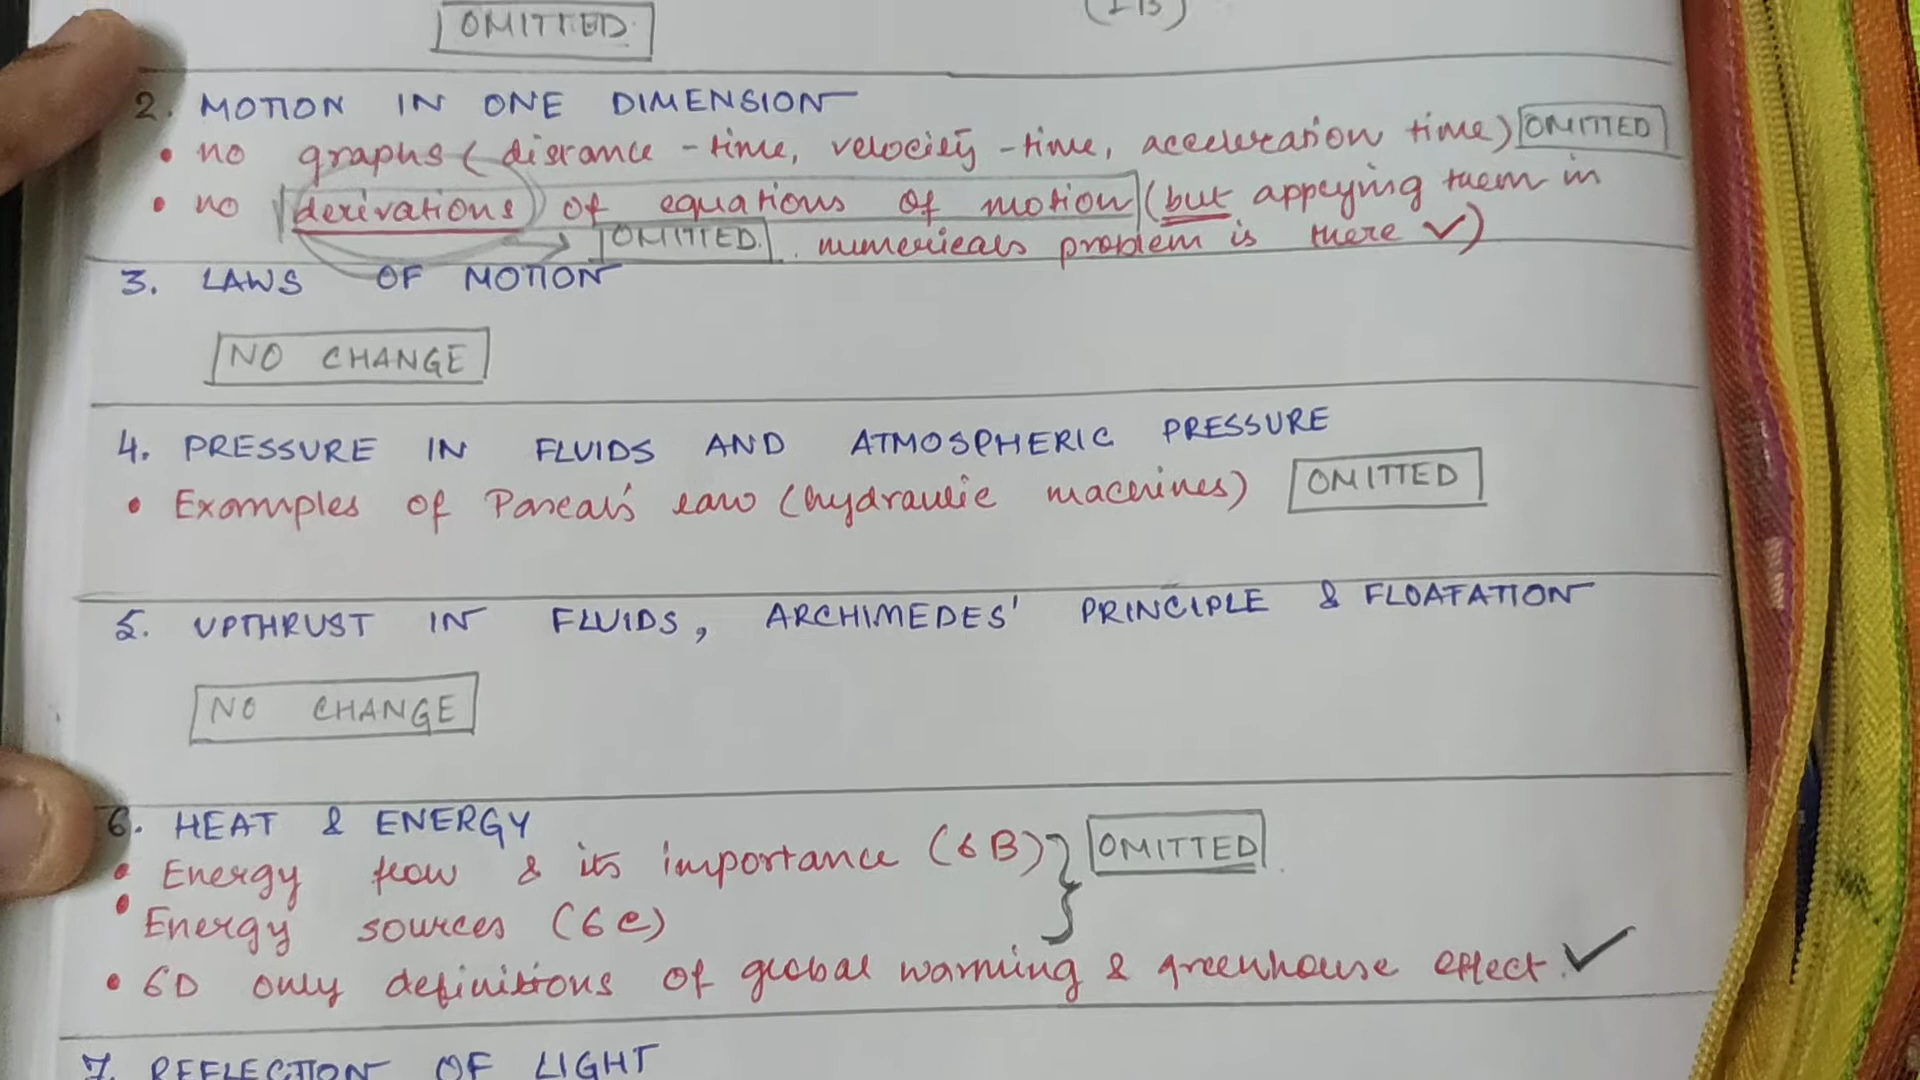 OMITTED.
(1B)
2. MOTION IN ONE DIMENSION
• no graphs (distance - time, velocity - time, acceleration time) OMITTED
• no derivations of equations of motion (but applying them in
OMITTED. numericals problem is there ✓)
3. LAWS OF MOTION
NO CHANGE
4. PRESSURE IN FLUIDS AND ATMOSPHERIC PRESSURE
• Examples of Pascal's law (hydraulic machines) OMITTED
5. UPTHRUST IN FLUIDS, ARCHIMEDES' PRINCIPLE & FLOATATION
NO CHANGE
6. HEAT & ENERGY
• Energy flow & its importance (6B) } OMITTED
• Energy sources (6C)
• 6D only definitions of global warming & greenhouse effect. ✓
7. REFLECTION OF LIGHT